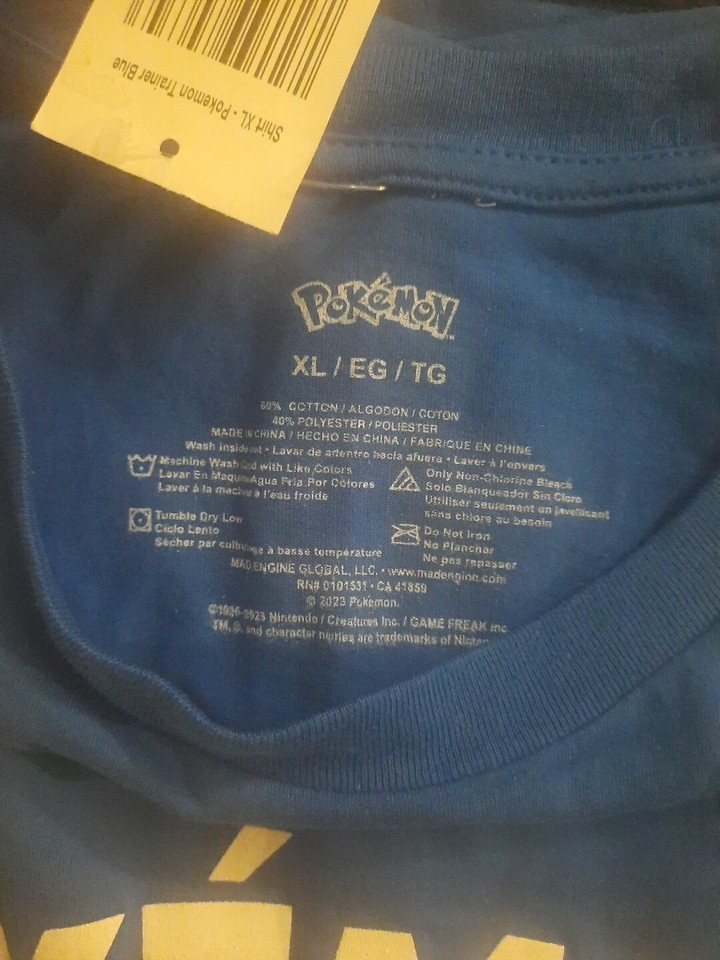 Shirt XL - Pokemon Trainer Blue
POKéMON
XL / EG / TG
60% COTTON / ALGODON / COTON
40% POLYESTER / POLIESTER
MADE IN CHINA / HECHO EN CHINA / FABRIQUE EN CHINE
Wash inside out • Lavar de adentro hacia afuera • Laver à l'envers
Machine Wash Cold with Like Colors
Lavar En Maquina Agua Fria Por Colores
Laver à la machine à l'eau froide
Only Non-Chlorine Bleach
Solo Blanqueador Sin Cloro
Utiliser seulement un javellisant
sans chlore au besoin
Tumble Dry Low
Ciclo Lento
Sécher par culbutage à basse température
Do Not Iron
No Planchar
Ne pas repasser
MAD ENGINE GLOBAL, LLC. • www.madengine.com
RN# 0101531 • CA 41859
© 2023 Pokémon.
Nintendo / Creatures Inc. / GAME FREAK inc.
TM, ®, and character names are trademarks of
KÉM